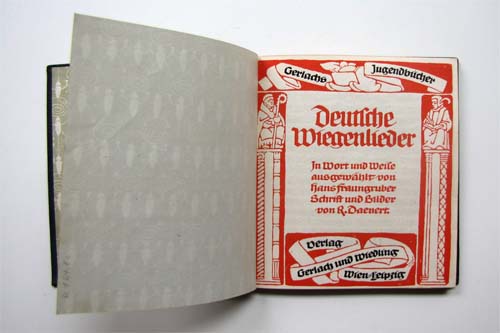 Gerlachs Jugendbücher
Deutsche
Wiegenlieder
In Wort und Weise
ausgewählt von
Hans Fraungruber
Schrift und Bilder
von R. Daenert.
Verlag
Gerlach und Wiedling
Wien-Leipzig